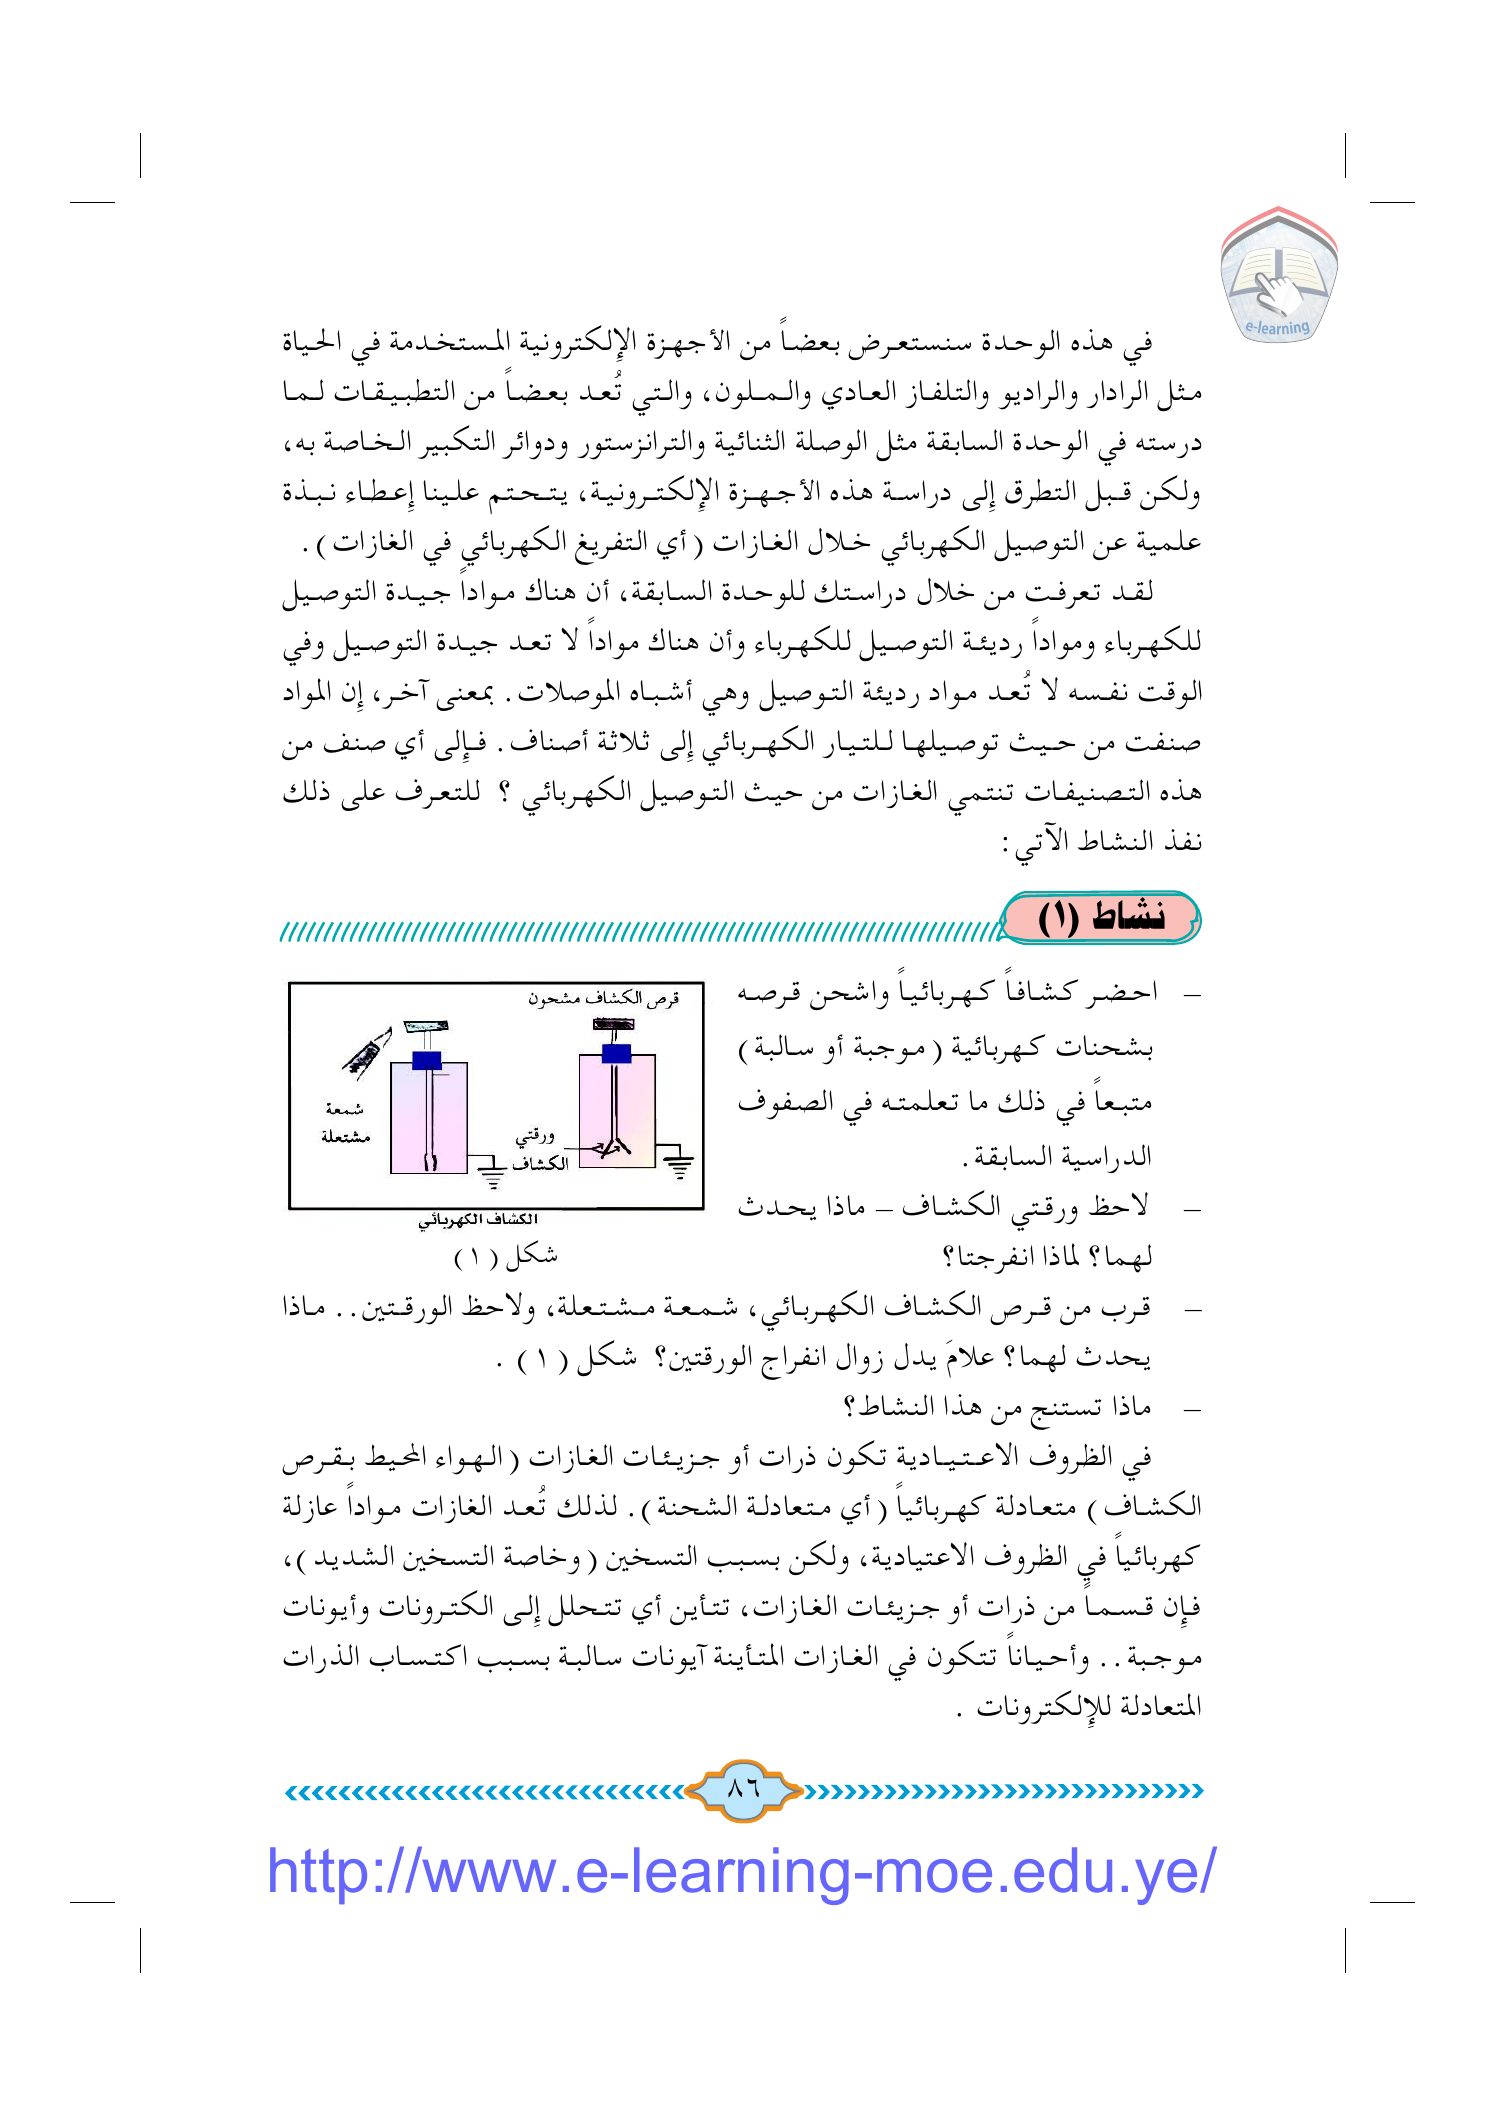 e-learning
في هذه الوحدة سنستعرض بعضاً من الأجهزة الإلكترونية المستخدمة في الحياة
مثل الرادار والراديو والتلفاز العادي والملون، والتي تُعد بعضاً من التطبيقات لما
درسته في الوحدة السابقة مثل الوصلة الثنائية والترانزستور ودوائر التكبير الخاصة به،
ولكن قبل التطرق إلى دراسة هذه الأجهزة الإلكترونية، يتحتم علينا إعطاء نبذة
علمية عن التوصيل الكهربائي خلال الغازات (أي التفريغ الكهربائي في الغازات).
لقد تعرفت من خلال دراستك للوحدة السابقة، أن هناك مواداً جيدة التوصيل
للكهرباء ومواداً رديئة التوصيل للكهرباء وأن هناك مواداً لا تعد جيدة التوصيل وفي
الوقت نفسه لا تُعد مواد رديئة التوصيل وهي أشباه الموصلات. بمعنى آخر، إن المواد
صنفت من حيث توصيلها للتيار الكهربائي إلى ثلاثة أصناف. فإلى أي صنف من
هذه التصنيفات تنتمي الغازات من حيث التوصيل الكهربائي ؟ للتعرف على ذلك
نفذ النشاط الآتي:
نشاط (١)
– احضر كشافاً كهربائياً واشحن قرصه
بشحنات كهربائية (موجبة أو سالبة)
متبعاً في ذلك ما تعلمته في الصفوف
الدراسية السابقة.
– لاحظ ورقتي الكشاف – ماذا يحدث
لهما؟ لماذا انفرجتا؟
قرص الكشاف مشحون
شمعة
مشتعلة
ورقتي
الكشاف
الكشاف الكهربائي
شكل (١)
– قرب من قرص الكشاف الكهربائي، شمعة مشتعلة، ولاحظ الورقتين.. ماذا
يحدث لهما؟ علامَ يدل زوال انفراج الورقتين؟ شكل (١) .
– ماذا تستنج من هذا النشاط؟
في الظروف الاعتيادية تكون ذرات أو جزيئات الغازات (الهواء المحيط بقرص
الكشاف) متعادلة كهربائياً (أي متعادلة الشحنة). لذلك تُعد الغازات مواداً عازلة
كهربائياً في الظروف الاعتيادية، ولكن بسبب التسخين (وخاصة التسخين الشديد)،
فإن قسماً من ذرات أو جزيئات الغازات، تتأين أي تتحلل إلى الكترونات وأيونات
موجبة.. وأحياناً تتكون في الغازات المتأينة آيونات سالبة بسبب اكتساب الذرات
المتعادلة للإلكترونات .
٨٦
http://www.e-learning-moe.edu.ye/